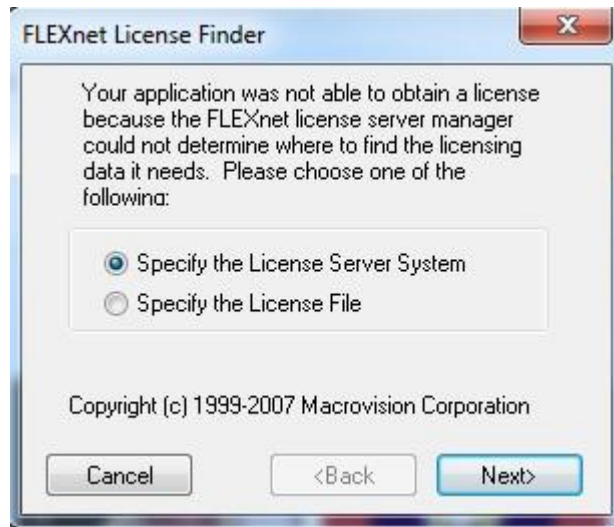 FLEXnet License Finder
Your application was not able to obtain a license
because the FLEXnet license server manager
could not determine where to find the licensing
data it needs. Please choose one of the
following:
Specify the License Server System
Specify the License File
Copyright (c) 1999-2007 Macrovision Corporation
Cancel
<Back
Next>